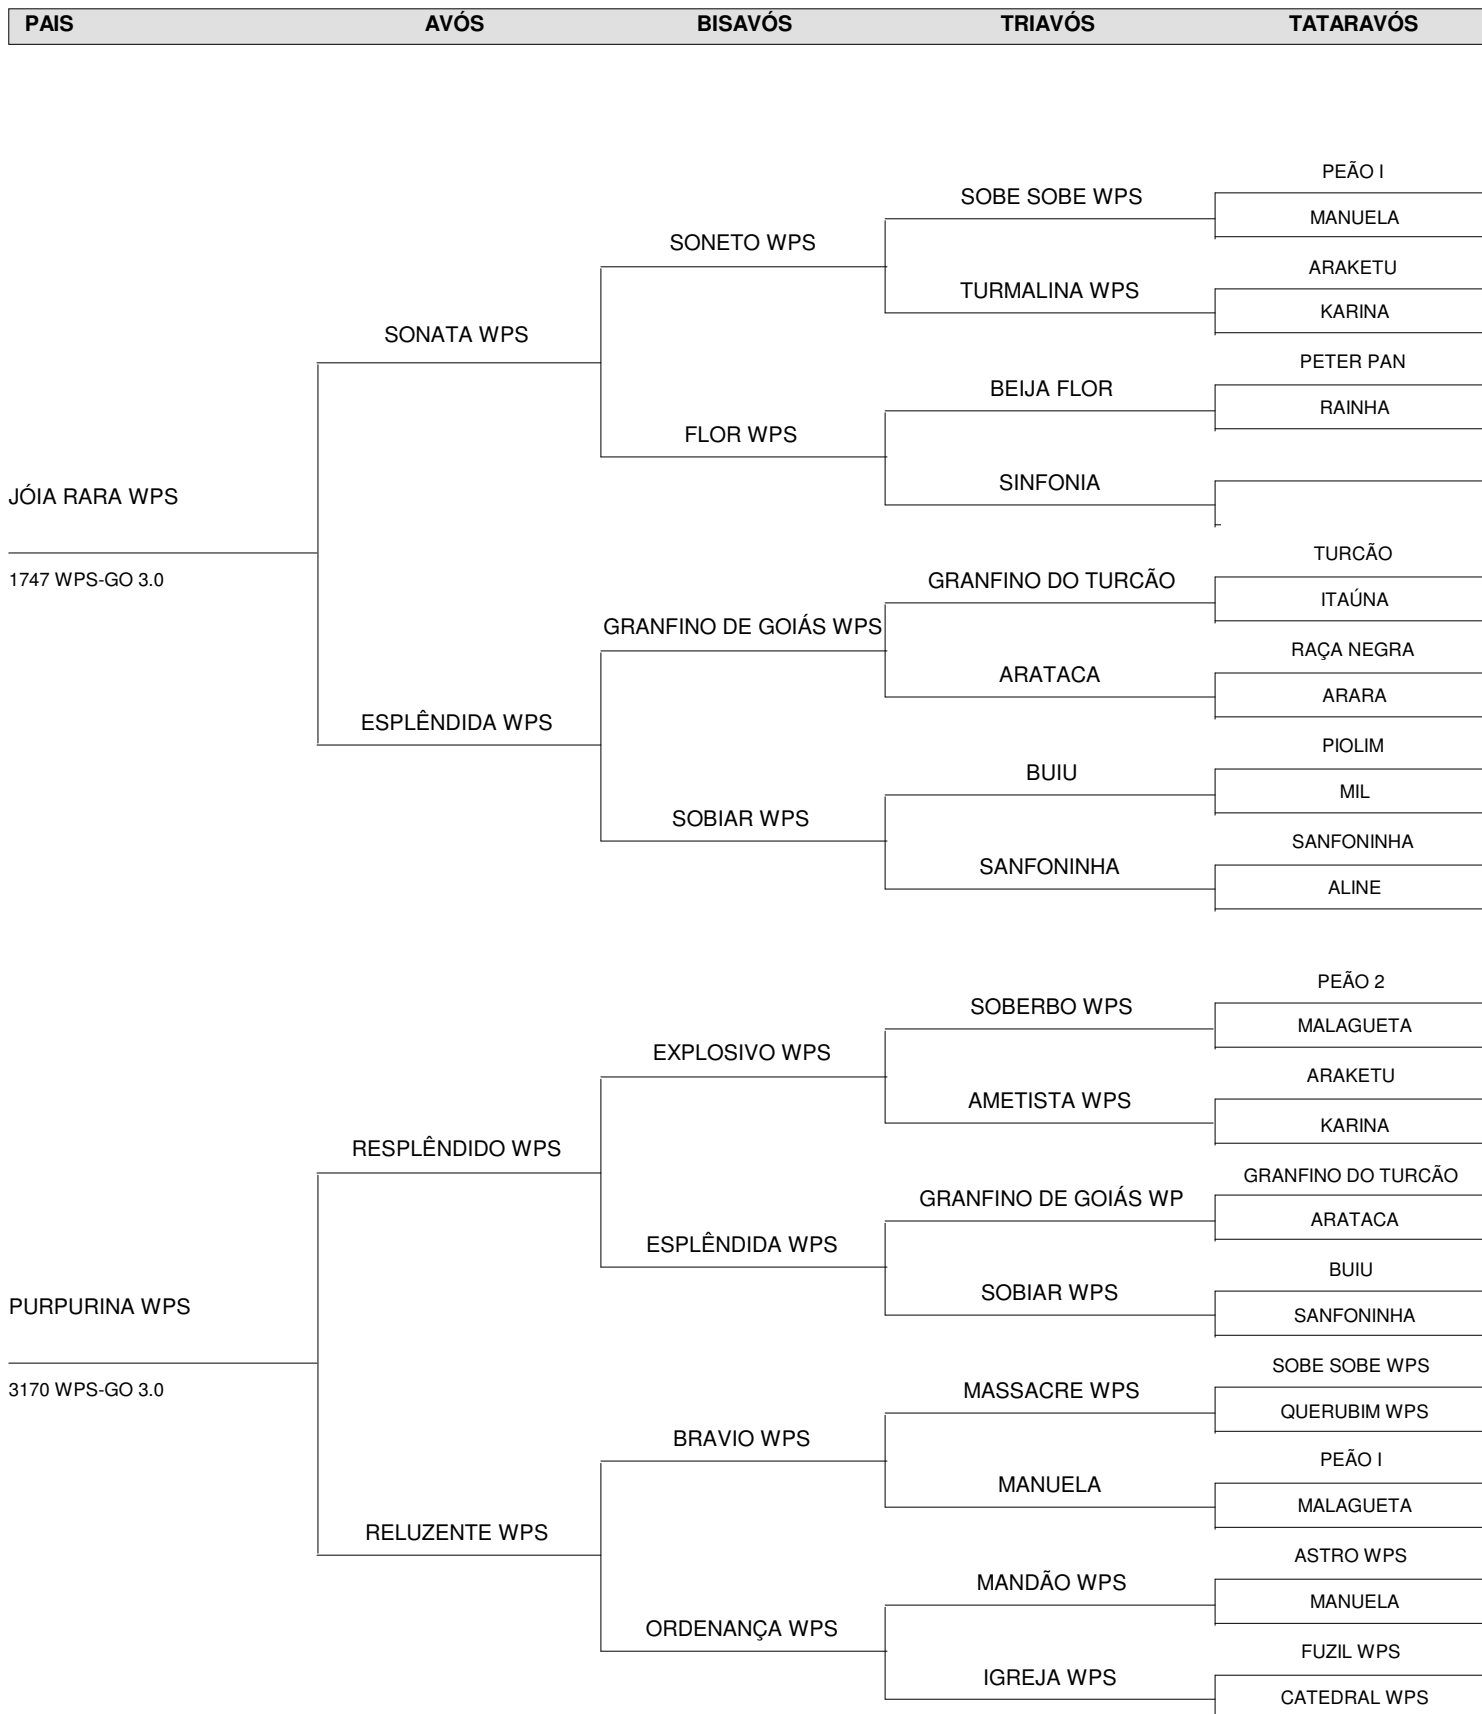 PAIS AVÓS BISAVÓS TRIAVÓS TATARAVÓS
PEÃO I
SOBE SOBE WPS
MANUELA
SONETO WPS
ARAKETU
TURMALINA WPS
KARINA
SONATA WPS
PETER PAN
BEIJA FLOR
RAINHA
FLOR WPS
SINFONIA
JÓIA RARA WPS
TURCÃO
1747 WPS-GO 3.0
GRANFINO DO TURCÃO
ITAÚNA
GRANFINO DE GOIÁS WPS
RAÇA NEGRA
ARATACA
ARARA
ESPLÊNDIDA WPS
PIOLIM
BUIU
MIL
SOBIAR WPS
SANFONINHA
SANFONINHA
ALINE
PEÃO 2
SOBERBO WPS
MALAGUETA
EXPLOSIVO WPS
ARAKETU
AMETISTA WPS
KARINA
RESPLÊNDIDO WPS
GRANFINO DO TURCÃO
GRANFINO DE GOIÁS WP
ARATACA
ESPLÊNDIDA WPS
BUIU
SOBIAR WPS
PURPURINA WPS
SANFONINHA
SOBE SOBE WPS
3170 WPS-GO 3.0
MASSACRE WPS
QUERUBIM WPS
BRAVIO WPS
PEÃO I
MANUELA
MALAGUETA
RELUZENTE WPS
ASTRO WPS
MANDÃO WPS
MANUELA
ORDENANÇA WPS
FUZIL WPS
IGREJA WPS
CATEDRAL WPS